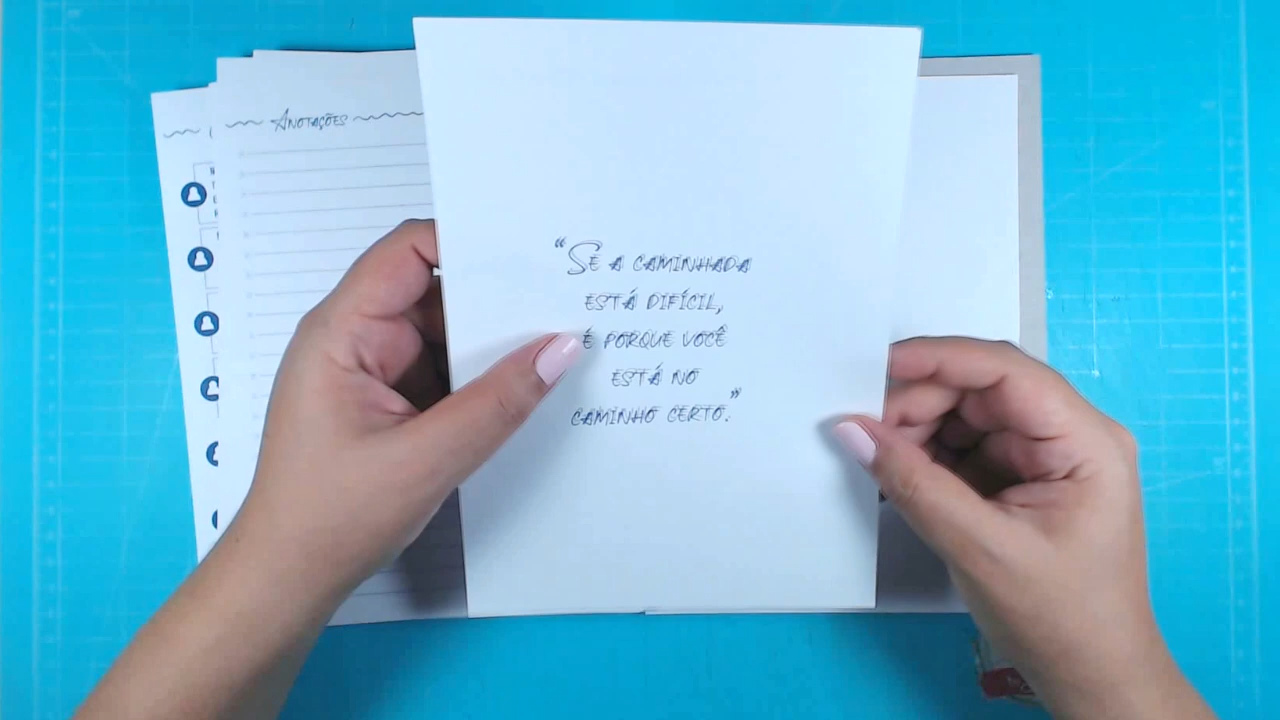 ANOTAÇÕES
"SE A CAMINHADA
ESTÁ DIFÍCIL,
É PORQUE VOCÊ
ESTÁ NO
CAMINHO CERTO."